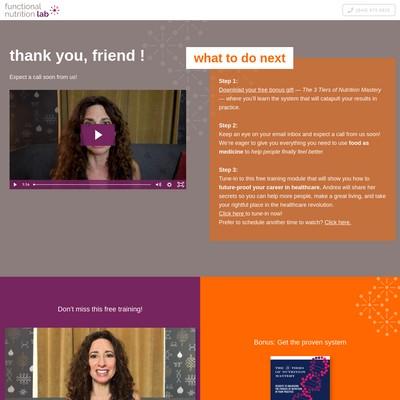 functional
nutrition lab
thank you, friend !
Expect a call soon from us!
what to do next
Step 1:
Download your free bonus gift — The 3 Tiers of Nutrition Mastery
— where you'll learn the system that will catapult your results in
practice.
Step 2:
Keep an eye on your email inbox and expect a call from us soon!
We're eager to give you everything you need to use food as
medicine to help people finally feel better.
Step 3:
Tune-in to this free training module that will show you how to
future-proof your career in healthcare. Andrea will share her
secrets so you can help more people, make a great living, and take
your rightful place in the healthcare revolution.
Click here to tune-in now!
Prefer to schedule another time to watch? Click here.
Don't miss this free training!
Bonus: Get the proven system
THE 3 TIERS OF
NUTRITION
MASTERY